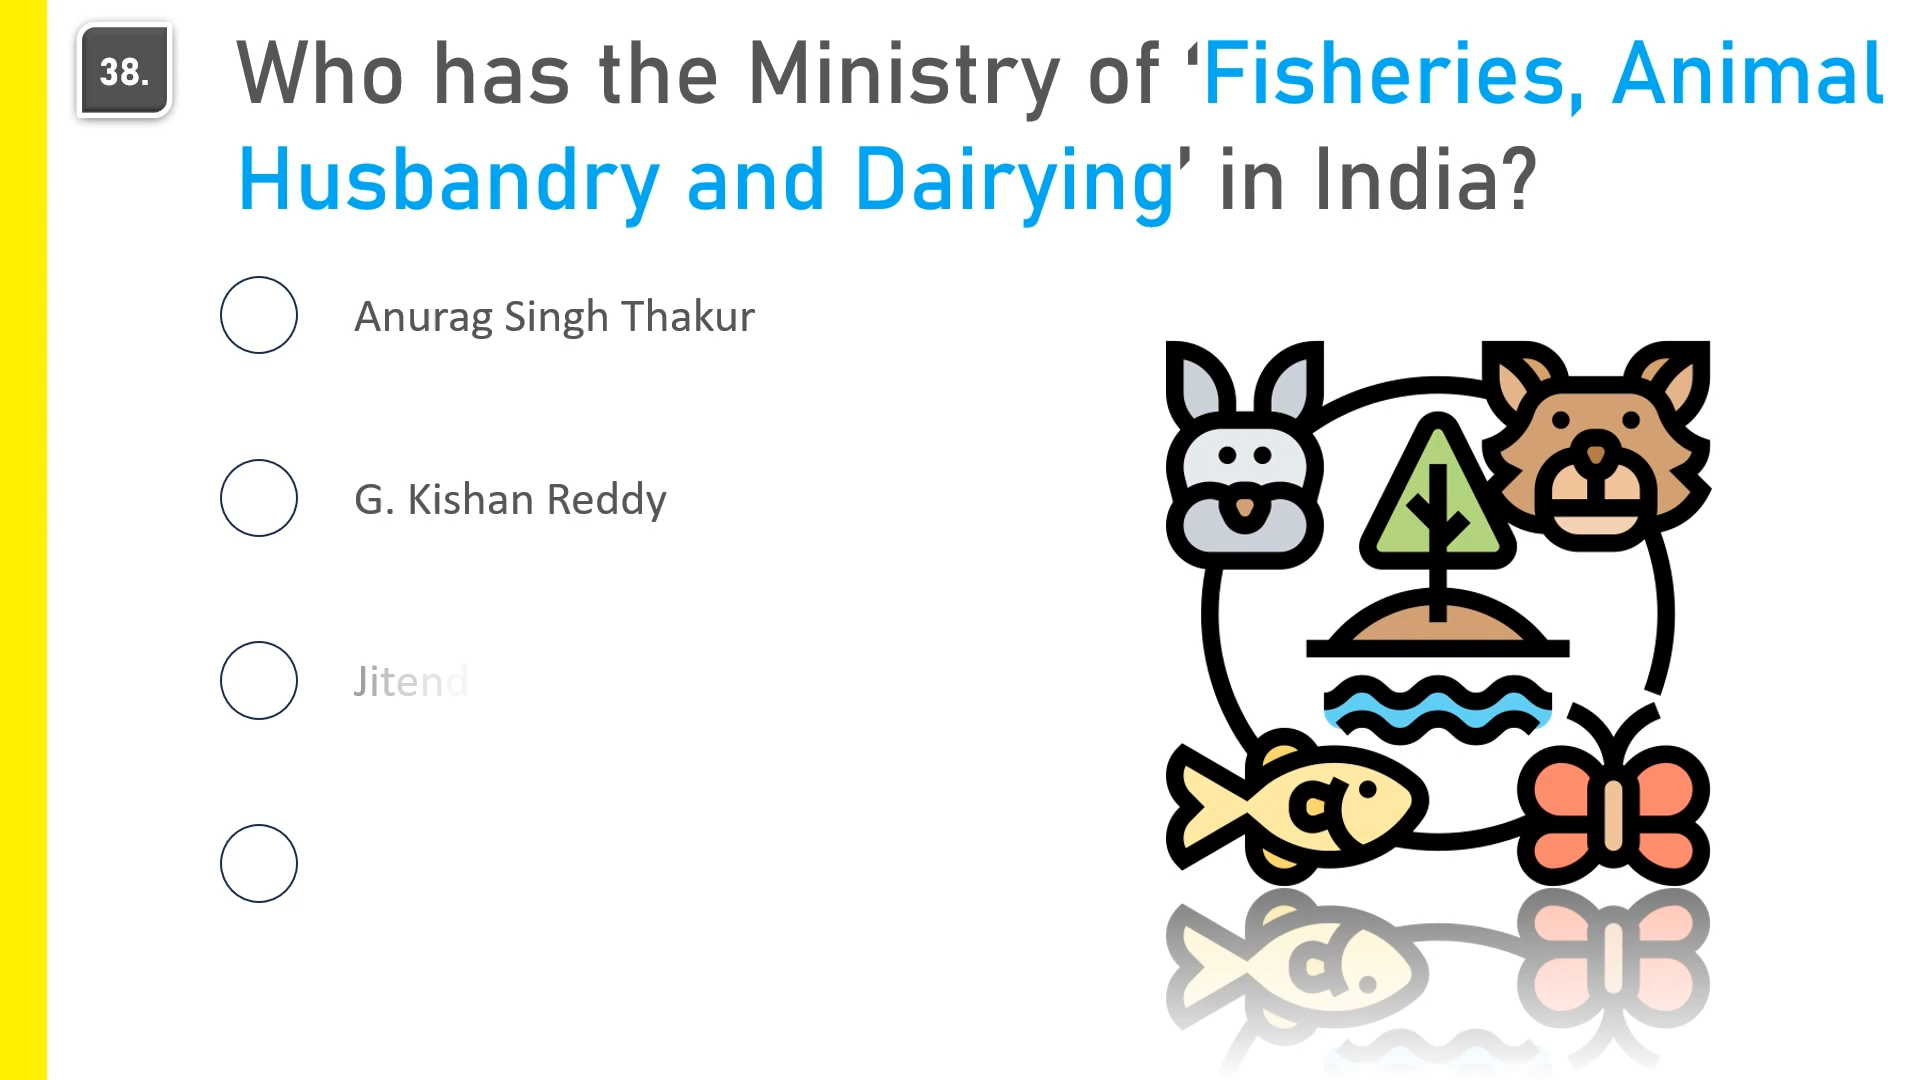 38.
Who has the Ministry of ‘Fisheries, Animal
Husbandry and Dairying’ in India?
Anurag Singh Thakur
G. Kishan Reddy
Jitend